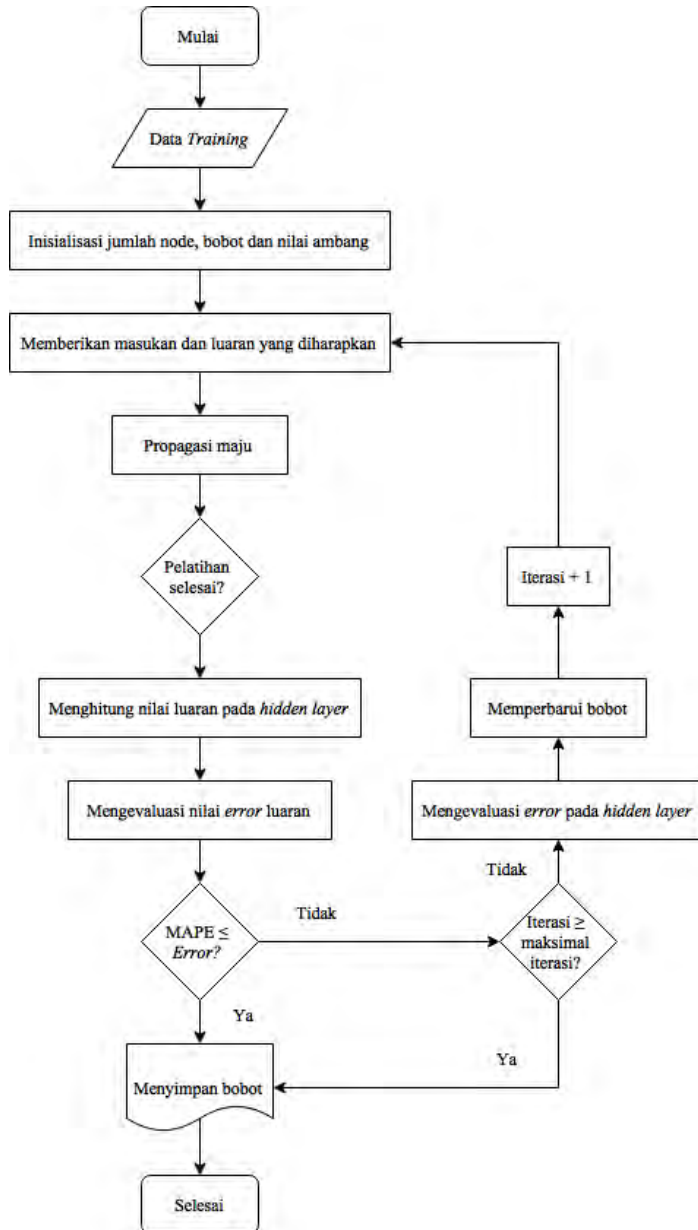 Mulai
Data Training
Inisialisasi jumlah node, bobot dan nilai ambang
Memberikan masukan dan luaran yang diharapkan
Propagasi maju
Pelatihan
selesai?
Iterasi + 1
Menghitung nilai luaran pada hidden layer
Memperbarui bobot
Mengevaluasi nilai error luaran
Mengevaluasi error pada hidden layer
Tidak
MAPE ≤
Error?
Tidak
Iterasi ≥
maksimal
iterasi?
Ya
Ya
Menyimpan bobot
Selesai